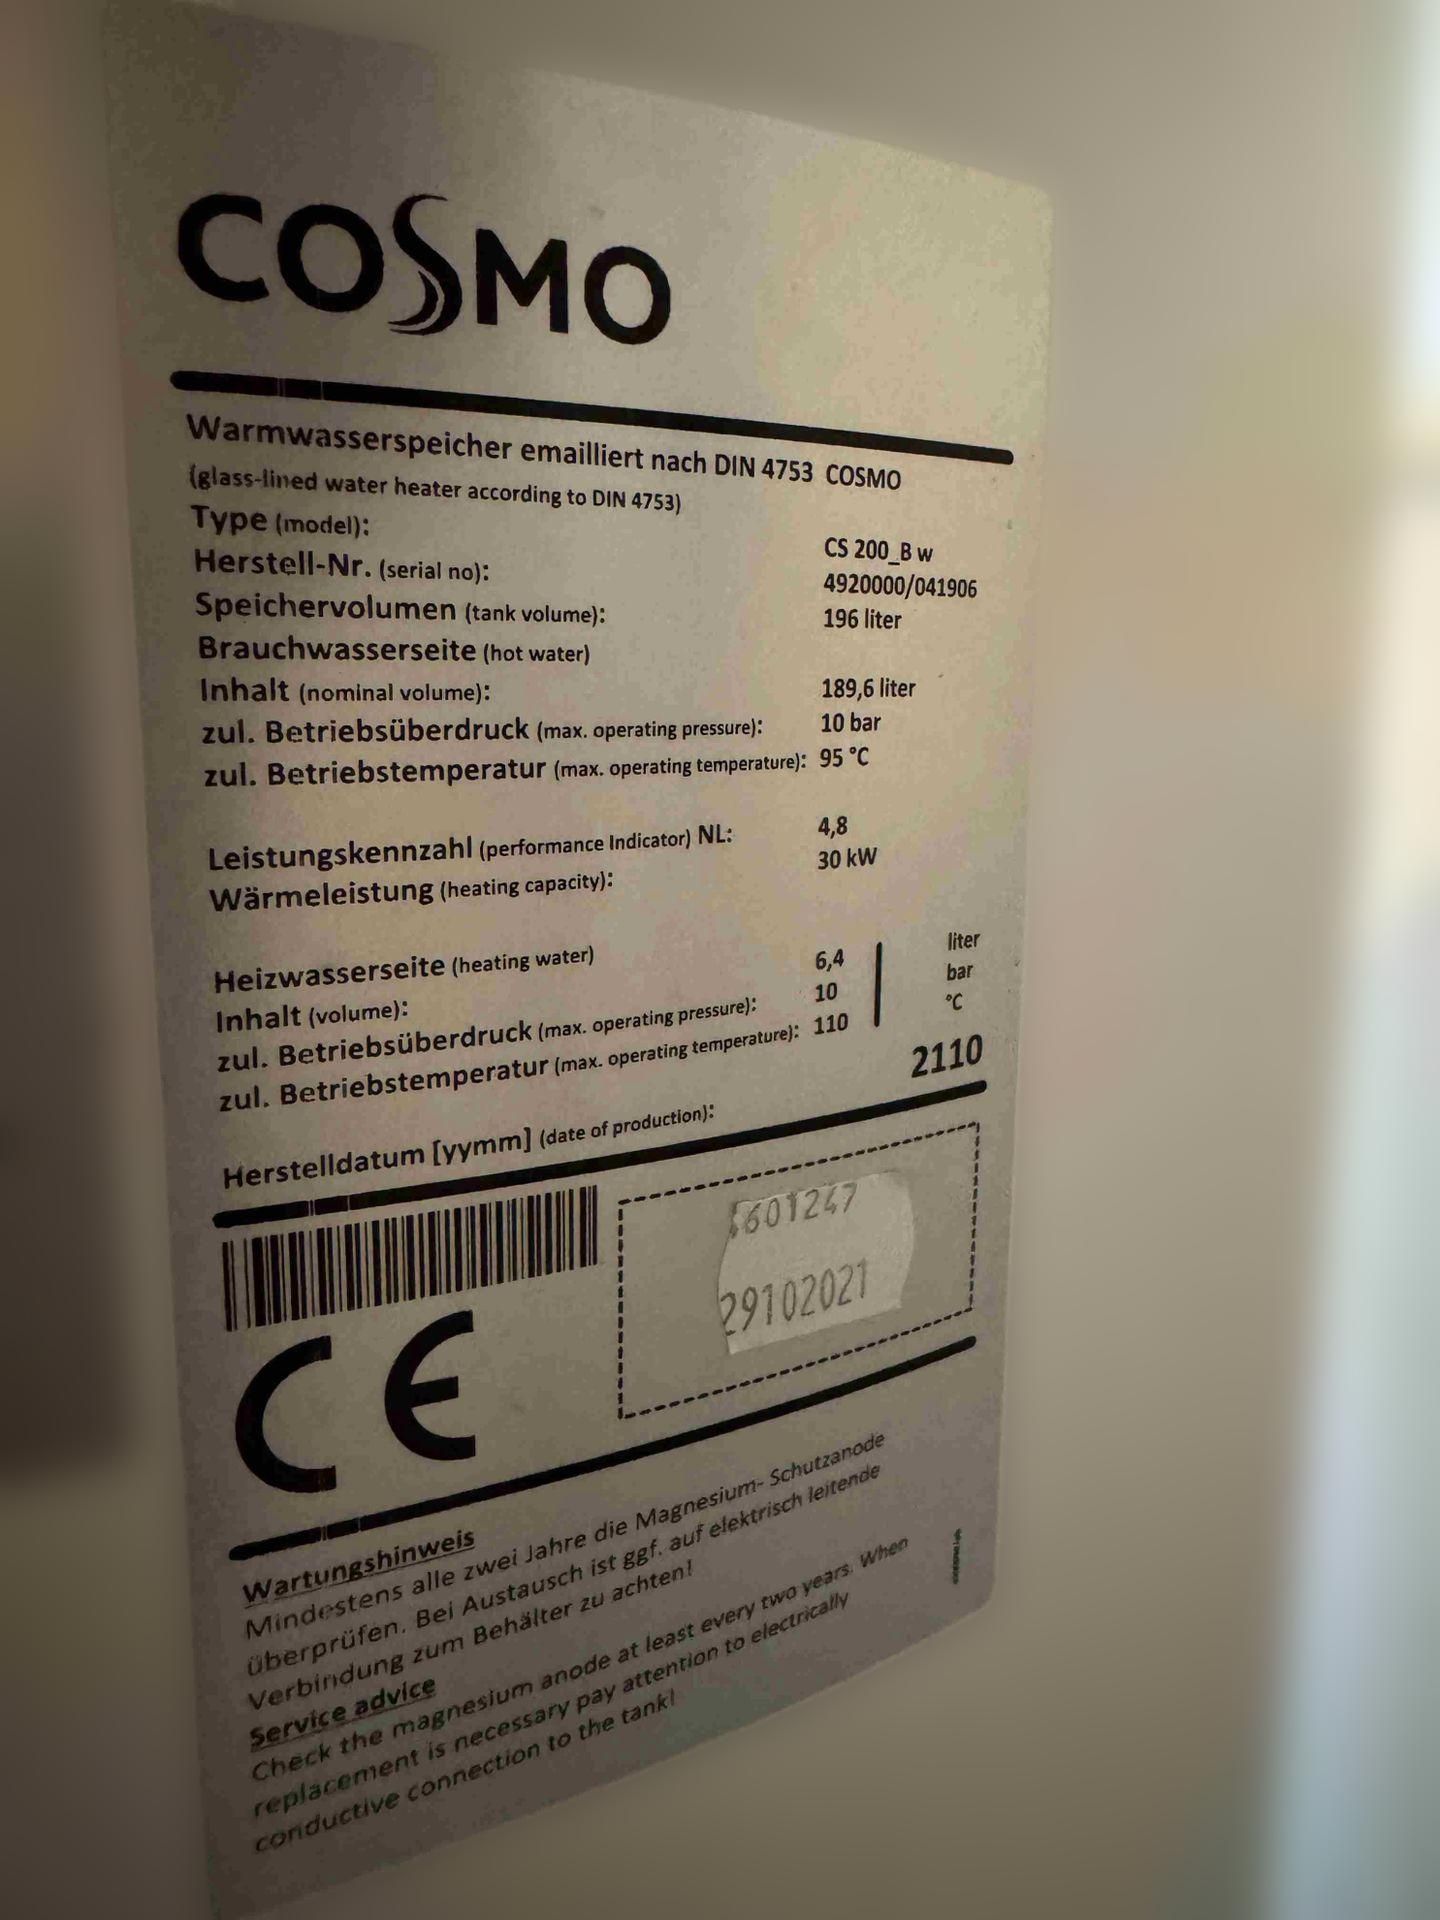 COSMO
Warmwasserspeicher emailliert nach DIN 4753 COSMO
(glass-lined water heater according to DIN 4753)
Type (model): CS 200_B w
Herstell-Nr. (serial no): 4920000/041906
Speichervolumen (tank volume): 196 liter
Brauchwasserseite (hot water)
Inhalt (nominal volume): 189,6 liter
zul. Betriebsüberdruck (max. operating pressure): 10 bar
zul. Betriebstemperatur (max. operating temperature): 95 °C
Leistungskennzahl (performance Indicator) NL: 4,8
Wärmeleistung (heating capacity): 30 kW
Heizwasserseite (heating water)
Inhalt (volume): 6,4 liter
zul. Betriebsüberdruck (max. operating pressure): 10 bar
zul. Betriebstemperatur (max. operating temperature): 110 °C
Herstelldatum [yymm] (date of production): 2110
29102021
CE
Wartungshinweis
Mindestens alle zwei Jahre die Magnesium- Schutzanode
überprüfen. Bei Austausch ist ggf. auf elektrisch leitende
Verbindung zum Behälter zu achten!
Service advice
Check the magnesium anode at least every two years. When
replacement is necessary pay attention to electrically
conductive connection to the tank!